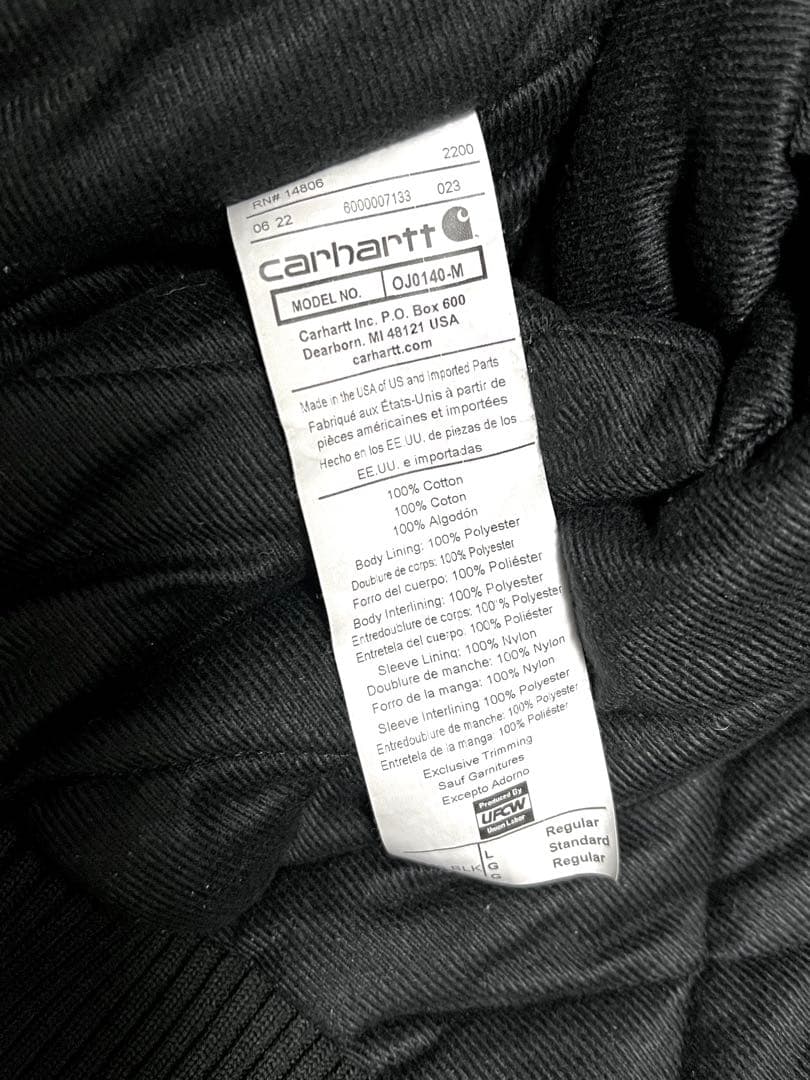 RN# 14806 2200
06 22 6000007133 023
carhartt
MODEL NO. OJ0140-M
Carhartt Inc. P.O. Box 600
Dearborn, MI 48121 USA
carhartt.com
Made in the USA of US and Imported Parts
Fabriqué aux États-Unis à partir de
pièces américaines et importées
Hecho en los EE UU. de piezas de los
EE.UU. e importadas
100% Cotton
100% Coton
100% Algodón
Body Lining: 100% Polyester
Doublure de corps: 100% Polyester
Forro del cuerpo: 100% Poliéster
Body Interlining: 100% Polyester
Entredoublure de corps: 100% Polyester
Entretela del cuerpo: 100% Poliéster
Sleeve Lining: 100% Nylon
Doublure de manche: 100% Nylon
Forro de la manga: 100% Nylon
Sleeve Interlining 100% Polyester
Entredoublure de manche: 100% Polyester
Entretela de la manga 100% Poliéster
Exclusive Trimming
Sauf Garnitures
Excepto Adorno
Produced By
UFCW
Union Labor
BLK L Regular
G Standard
G Regular